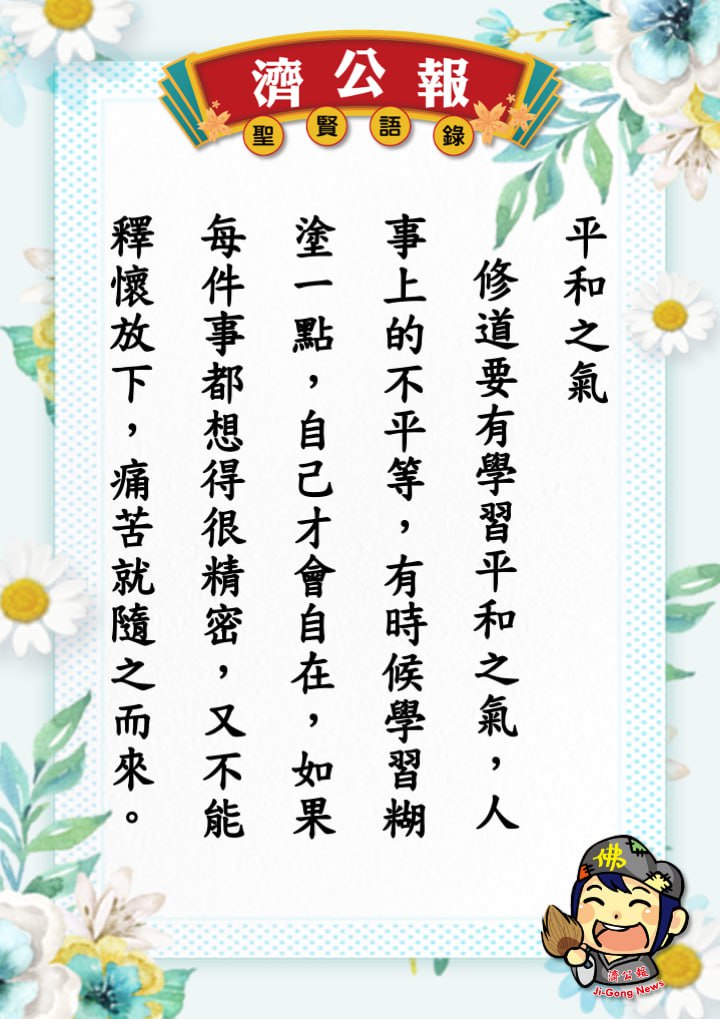 濟公報
聖賢語錄
平和之氣
修道要有學習平和之氣，人
事上的不平等，有時候學習糊
塗一點，自己才會自在，如果
每件事都想得很精密，又不能
釋懷放下，痛苦就隨之而來。
佛
濟公報
Ji-Gong News